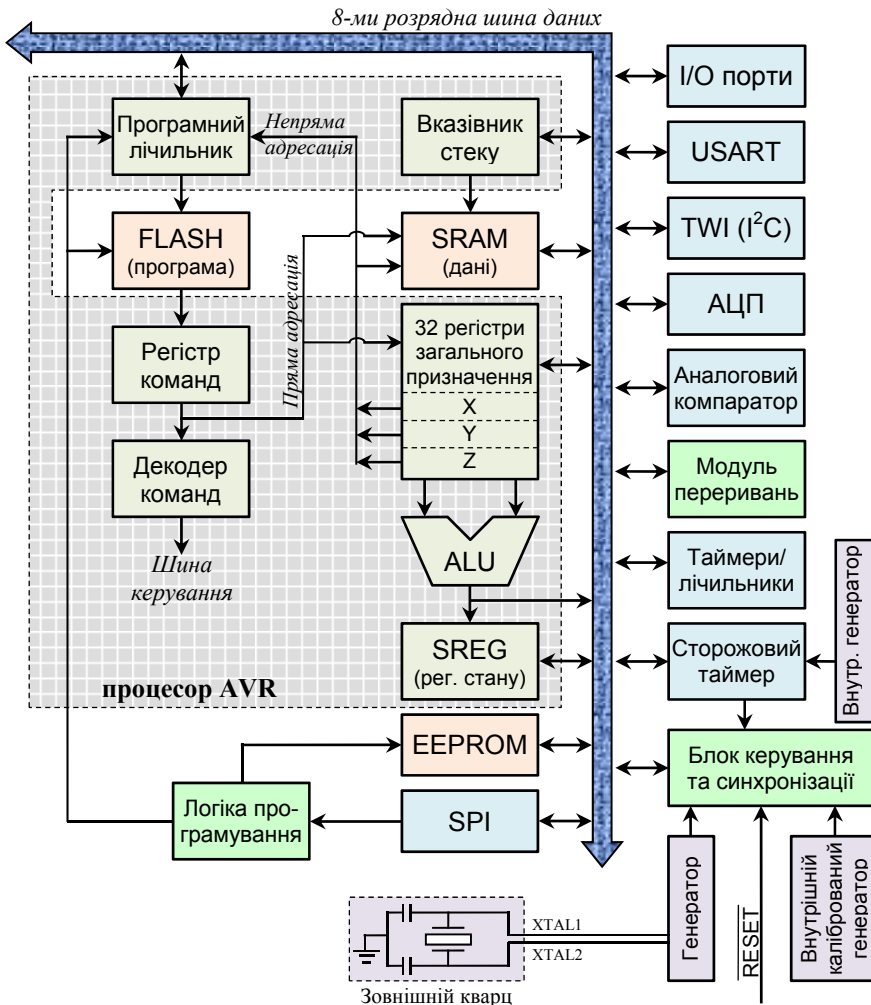 8-ми розрядна шина даних
Програмний
лічильник
Непряма
адресація
Вказівник
стеку
I/O порти
USART
FLASH
(програма)
SRAM
(дані)
TWI (I²C)
АЦП
Пряма адресація
Регістр
команд
32 регістри
загального
призначення
X
Y
Z
Аналоговий
компаратор
Декодер
команд
Модуль
переривань
Шина
керування
ALU
Таймери/
лічильники
SREG
(рег. стану)
процесор AVR
Сторожовий
таймер
Внутр. генератор
EEPROM
Блок керування
та синхронізації
Логіка про-
грамування
SPI
Генератор
RESET
Внутрішній
калібрований
генератор
XTAL1
XTAL2
Зовнішній кварц